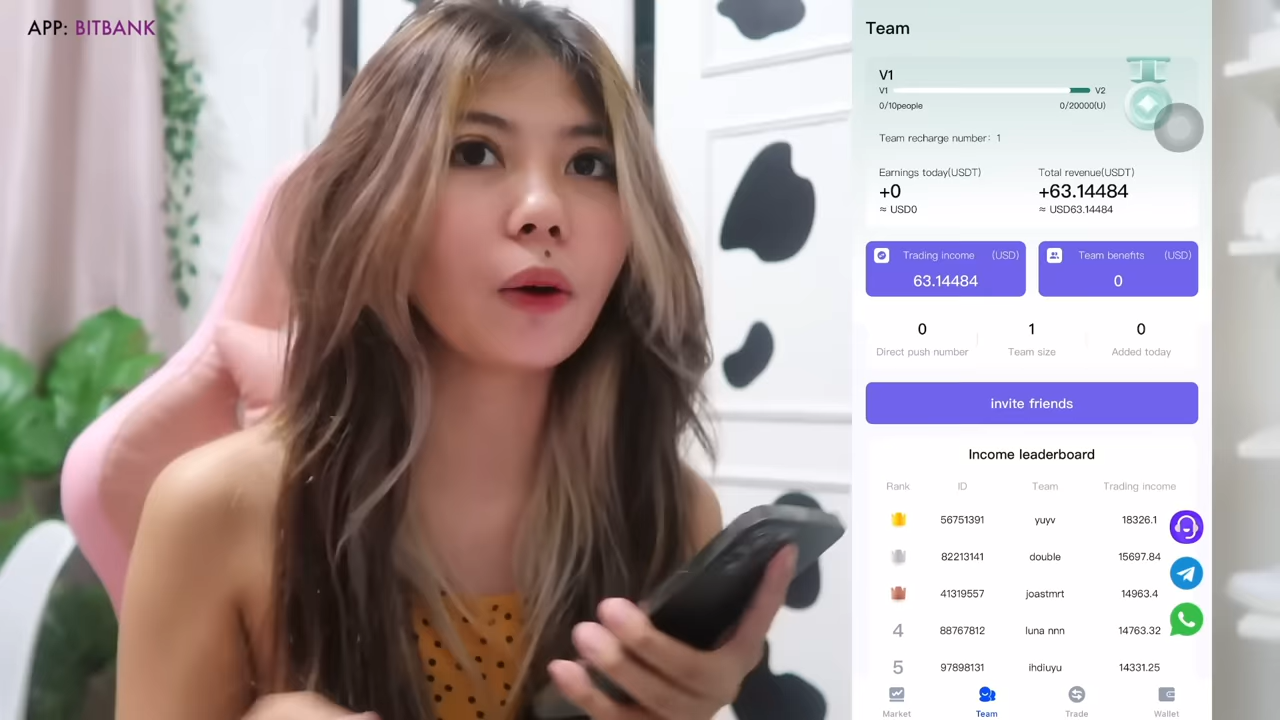 APP: BITBANK
Team
V1
V1 V2
0/10people 0/20000(U)
Team recharge number: 1
Earnings today(USDT) Total revenue(USDT)
+0 +63.14484
≈ USD0 ≈ USD63.14484
Trading income (USD) Team benefits (USD)
63.14484 0
0 1 0
Direct push number Team size Added today
invite friends
Income leaderboard
Rank ID Team Trading income
56751391 yuyv 18326.1
82213141 double 15697.84
41319557 joastmrt 14963.4
4 88767812 luna nnn 14763.32
5 97898131 ihdiuyu 14331.25
Market Team Trade Wallet